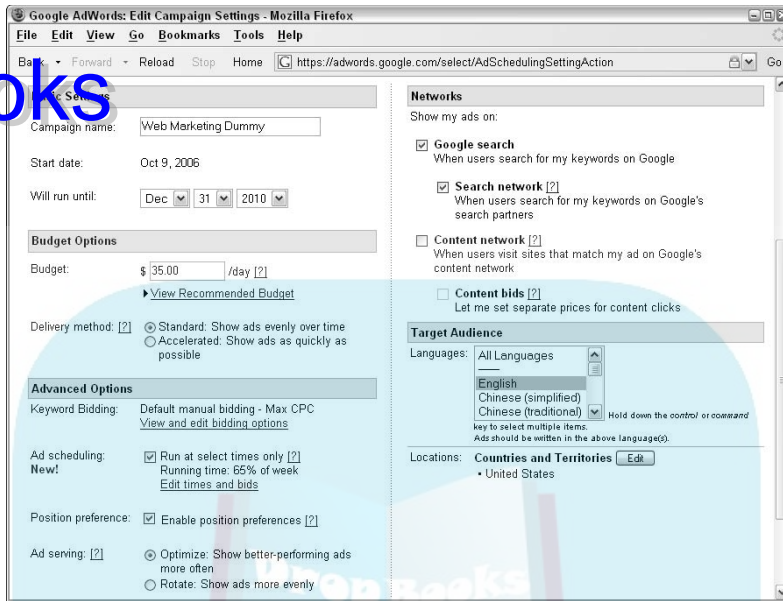 Google AdWords: Edit Campaign Settings - Mozilla Firefox
File Edit View Go Bookmarks Tools Help
Back Forward Reload Stop Home https://adwords.google.com/select/AdSchedulingSettingAction Go
oks
Basic Settings
Campaign name: Web Marketing Dummy
Start date: Oct 9, 2006
Will run until: Dec 31 2010
Budget Options
Budget: $ 35.00 /day [?]
View Recommended Budget
Delivery method: [?] Standard: Show ads evenly over time
Accelerated: Show ads as quickly as
possible
Advanced Options
Keyword Bidding: Default manual bidding - Max CPC
View and edit bidding options
Ad scheduling: Run at select times only [?]
New! Running time: 65% of week
Edit times and bids
Position preference: Enable position preferences [?]
Ad serving: [?] Optimize: Show better-performing ads
more often
Rotate: Show ads more evenly
Networks
Show my ads on:
Google search
When users search for my keywords on Google
Search network [?]
When users search for my keywords on Google's
search partners
Content network [?]
When users visit sites that match my ad on Google's
content network
Content bids [?]
Let me set separate prices for content clicks
Target Audience
Languages: All Languages
English
Chinese (simplified)
Chinese (traditional) Hold down the control or command
key to select multiple items.
Ads should be written in the above language(s).
Locations: Countries and Territories Edit
• United States
DropBooks